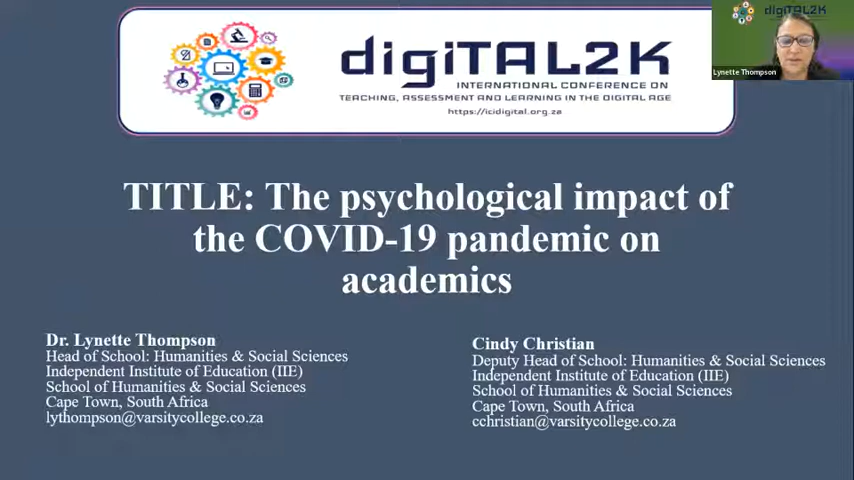 digiTAL2K
INTERNATIONAL CONFERENCE ON
TEACHING, ASSESSMENT AND LEARNING IN THE DIGITAL AGE
https://icidigital.org.za
digiTAL2K
Lynette Thompson
TITLE: The psychological impact of
the COVID-19 pandemic on
academics
Dr. Lynette Thompson
Head of School: Humanities & Social Sciences
Independent Institute of Education (IIE)
School of Humanities & Social Sciences
Cape Town, South Africa
lythompson@varsitycollege.co.za
Cindy Christian
Deputy Head of School: Humanities & Social Sciences
Independent Institute of Education (IIE)
School of Humanities & Social Sciences
Cape Town, South Africa
cchristian@varsitycollege.co.za